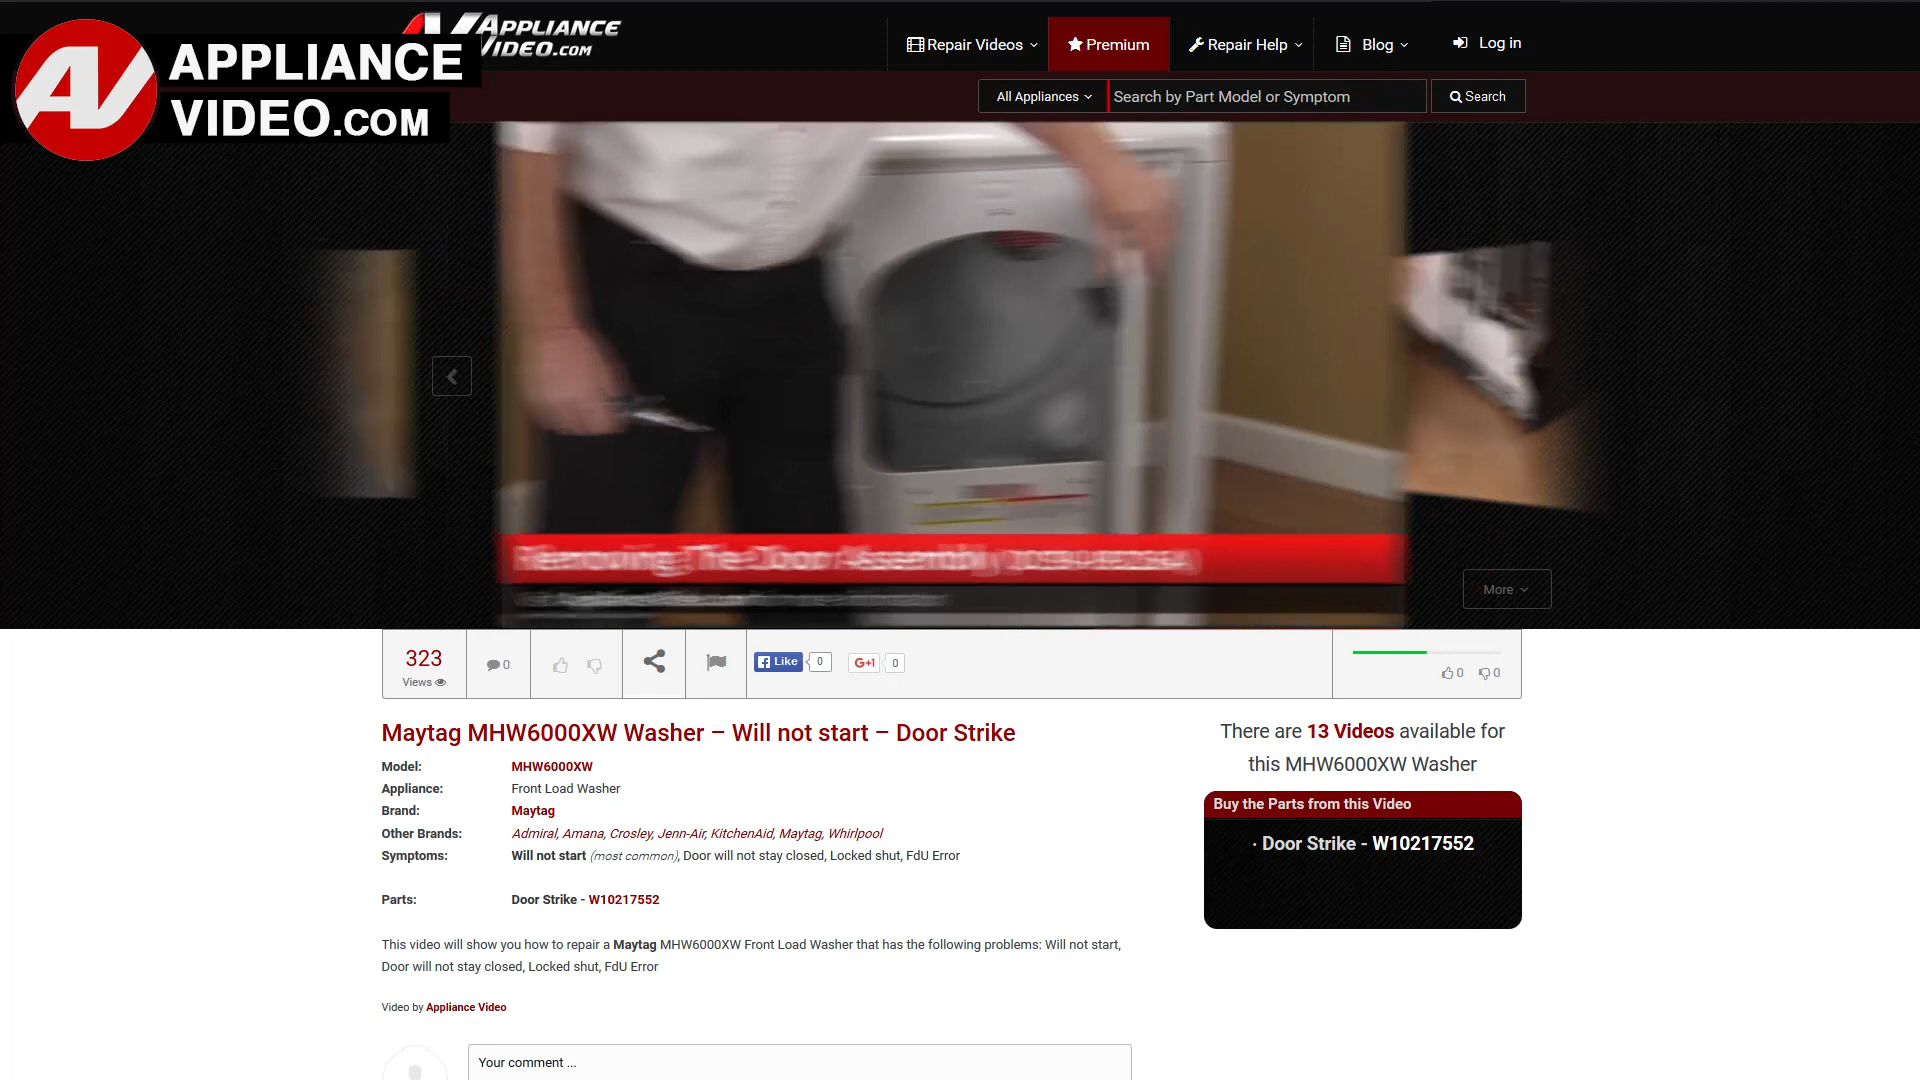 APPLIANCE
VIDEO.COM
APPLIANCE
VIDEO.COM
Repair Videos
Premium
Repair Help
Blog
Log in
All Appliances
Search by Part Model or Symptom
Search
Removing The Door Assembly
More
323
Views
0
Like
0
G+1
0
0
0
Maytag MHW6000XW Washer – Will not start – Door Strike
Model: MHW6000XW
Appliance: Front Load Washer
Brand: Maytag
Other Brands: Admiral, Amana, Crosley, Jenn-Air, KitchenAid, Maytag, Whirlpool
Symptoms: Will not start (most common), Door will not stay closed, Locked shut, FdU Error
Parts: Door Strike - W10217552
This video will show you how to repair a Maytag MHW6000XW Front Load Washer that has the following problems: Will not start,
Door will not stay closed, Locked shut, FdU Error
Video by Appliance Video
Your comment ...
There are 13 Videos available for
this MHW6000XW Washer
Buy the Parts from this Video
· Door Strike - W10217552